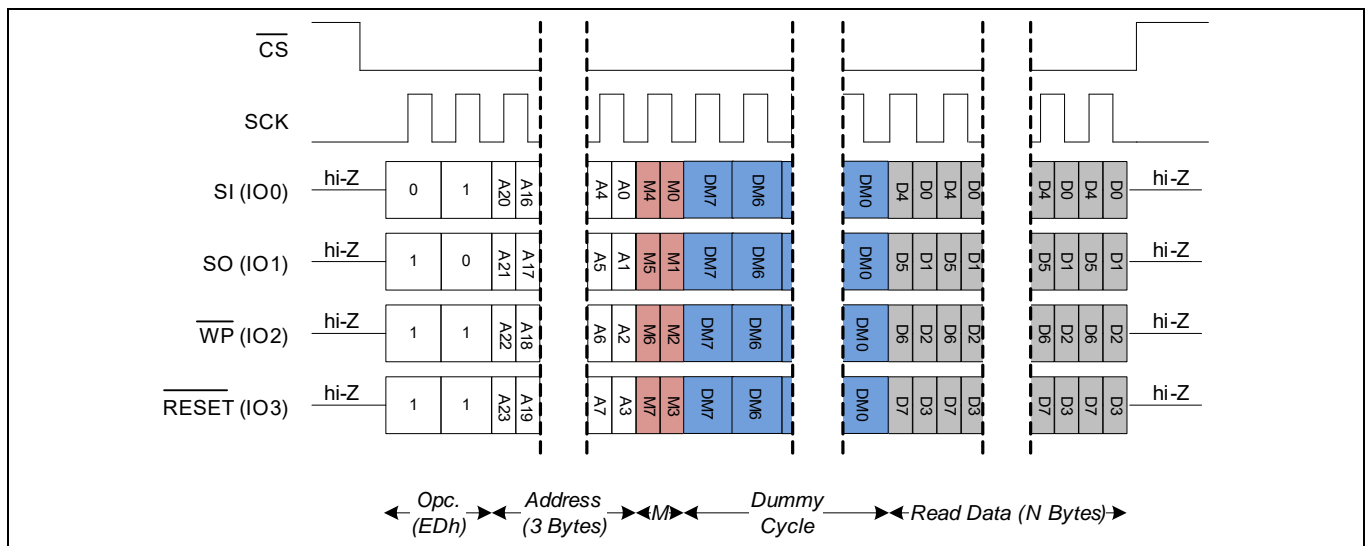 CS
SCK
SI (IO0) hi-Z 0 1 A20 A16 A4 A0 M4 M0 DM7 DM6 DM0 D4 D0 D4 D0 D4 D0 D4 D0 hi-Z
SO (IO1) hi-Z 1 0 A21 A17 A5 A1 M5 M1 DM7 DM6 DM0 D5 D1 D5 D1 D5 D1 D5 D1 hi-Z
WP (IO2) hi-Z 1 1 A22 A18 A6 A2 M6 M2 DM7 DM6 DM0 D6 D2 D6 D2 D6 D2 D6 D2 hi-Z
RESET (IO3) hi-Z 1 1 A23 A19 A7 A3 M7 M3 DM7 DM6 DM0 D7 D3 D7 D3 D7 D3 D7 D3 hi-Z
Opc. Address M Dummy Read Data (N Bytes)
(EDh) (3 Bytes) Cycle